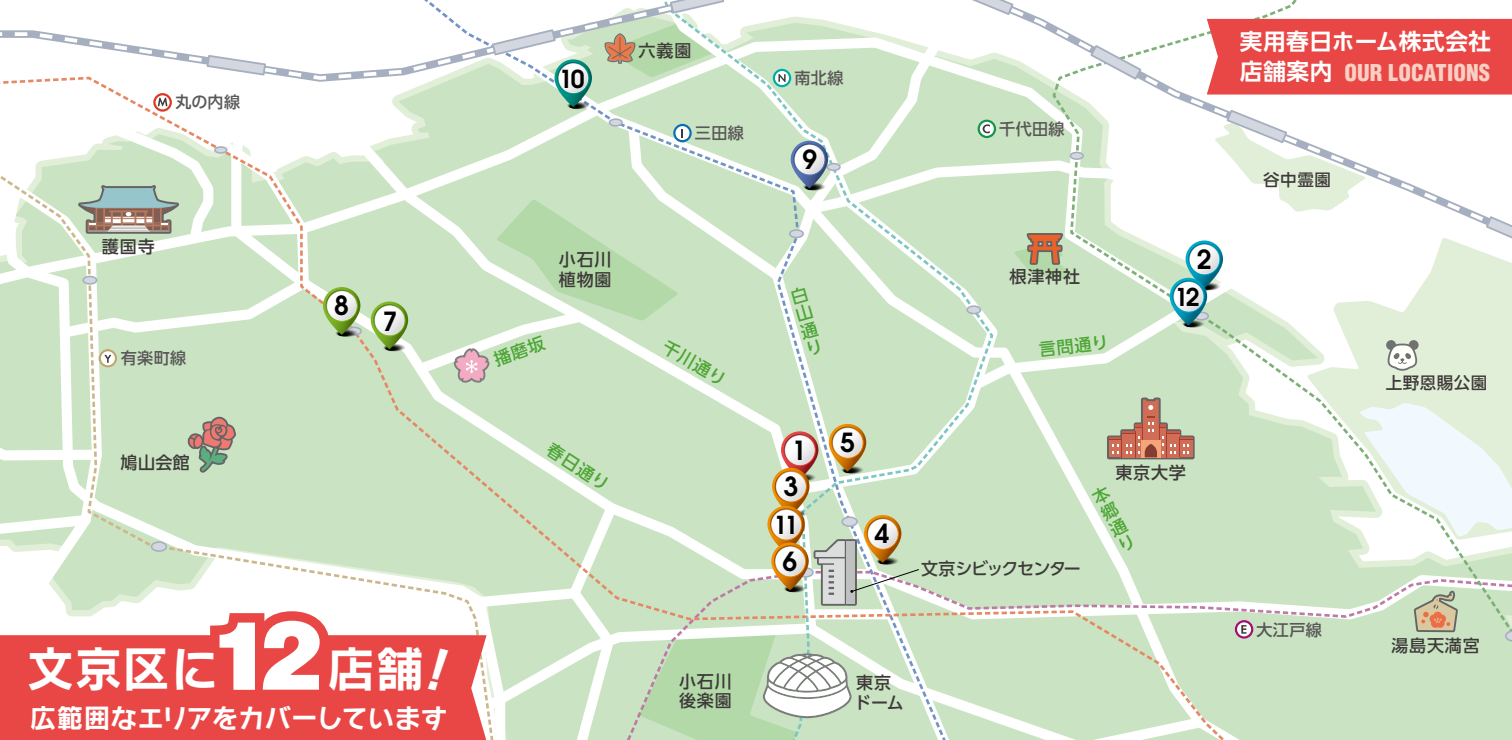 実用春日ホーム株式会社
店舗案内 OUR LOCATIONS
六義園
10
N 南北線
M 丸の内線
I 三田線
C 千代田線
9
谷中霊園
護国寺
小石川
植物園
根津神社
2
12
8
7
白山通り
Y 有楽町線
播磨坂
千川通り
言問通り
上野恩賜公園
鳩山会館
春日通り
1
5
3
11
4
6
東京大学
本郷通り
文京シビックセンター
E 大江戸線
湯島天満宮
文京区に12店舗!
広範囲なエリアをカバーしています
小石川
後楽園
東京
ドーム